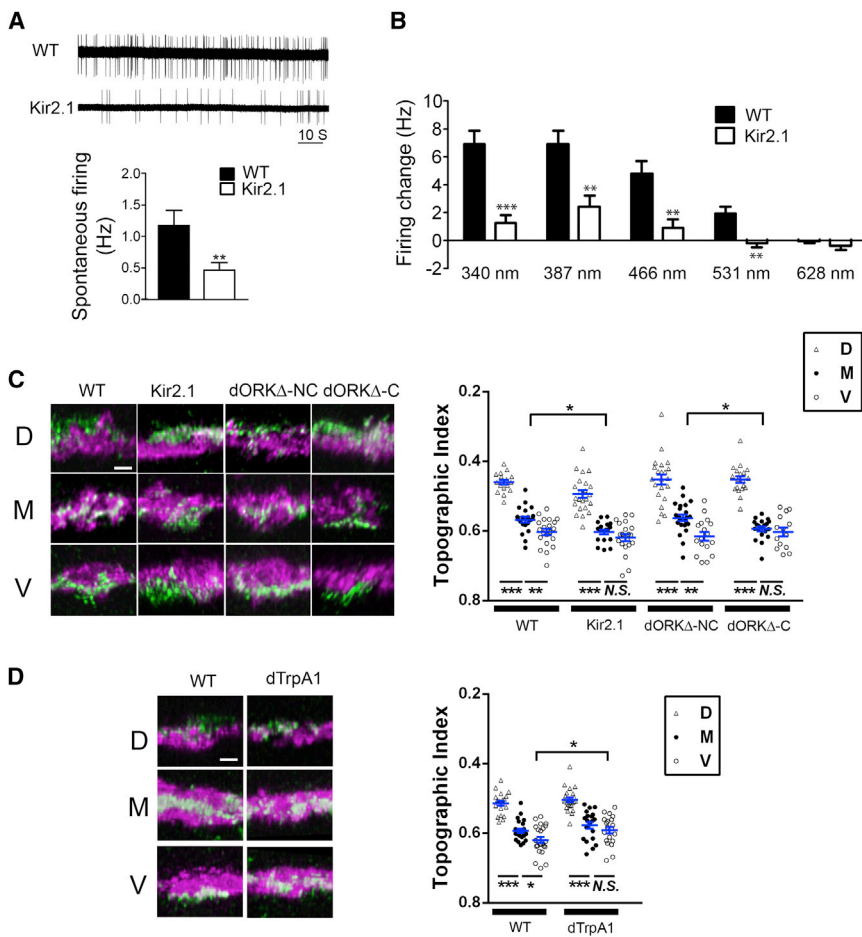 A
WT
Kir2.1
10 S
WT
Kir2.1
Spontaneous firing
(Hz)
2.0
1.5
1.0
0.5
0.0
**
B
Firing change (Hz)
10
8
6
4
2
0
-2
WT
Kir2.1
***
**
**
**
340 nm
387 nm
466 nm
531 nm
628 nm
C
WT
Kir2.1
dORKΔ-NC
dORKΔ-C
D
M
V
D
M
V
Topographic Index
0.2
0.4
0.6
0.8
*
*
*** ** *** N.S. *** ** *** N.S.
WT
Kir2.1
dORKΔ-NC
dORKΔ-C
D
WT
dTrpA1
D
M
V
D
M
V
Topographic Index
0.2
0.4
0.6
0.8
*
*** * *** N.S.
WT
dTrpA1